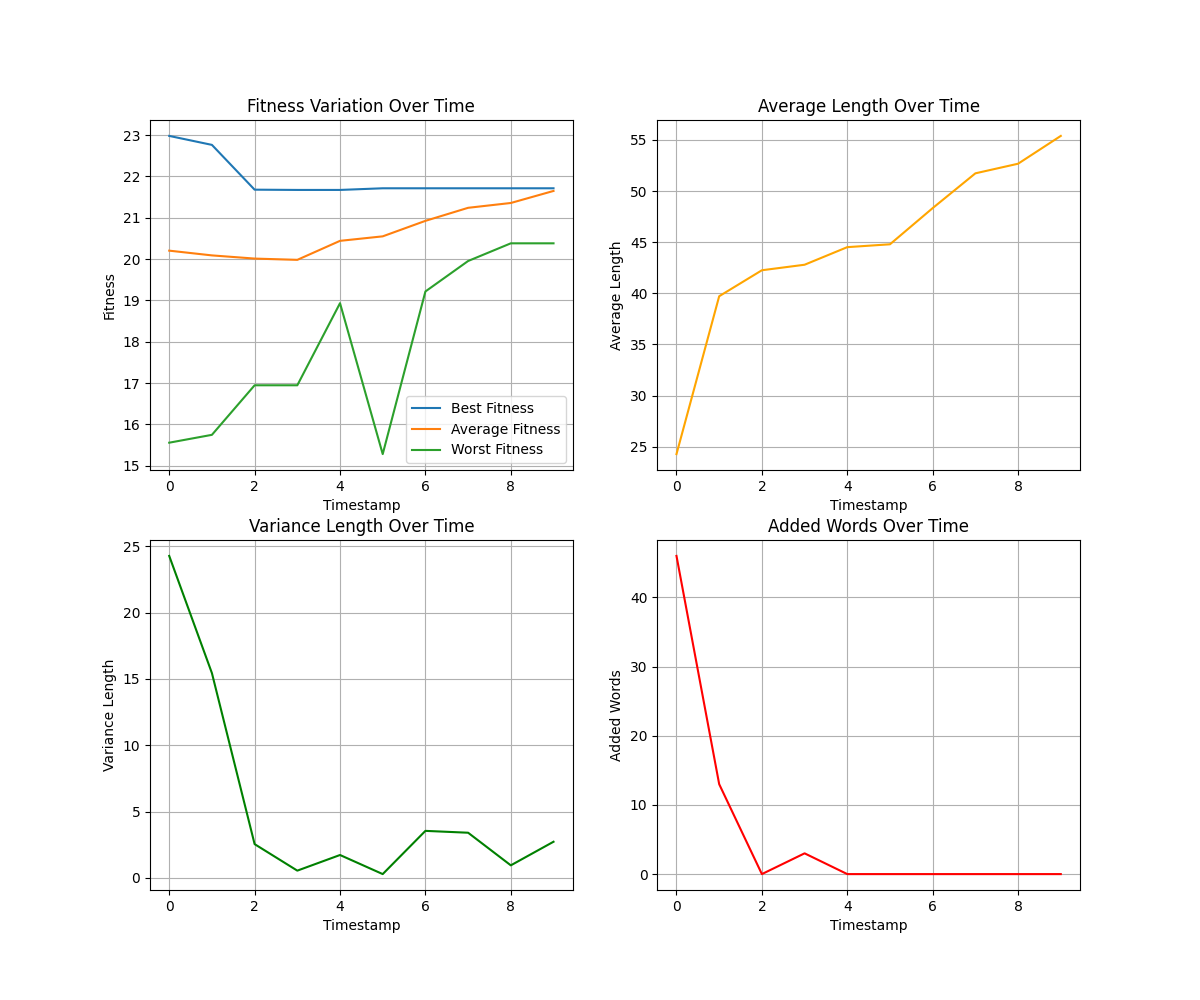 Fitness Variation Over Time
23
22
21
20
19
18
17
16
15
Fitness
Best Fitness
Average Fitness
Worst Fitness
0 2 4 6 8
Timestamp
Average Length Over Time
55
50
45
40
35
30
25
Average Length
0 2 4 6 8
Timestamp
Variance Length Over Time
25
20
15
10
5
0
Variance Length
0 2 4 6 8
Timestamp
Added Words Over Time
40
30
20
10
0
Added Words
0 2 4 6 8
Timestamp